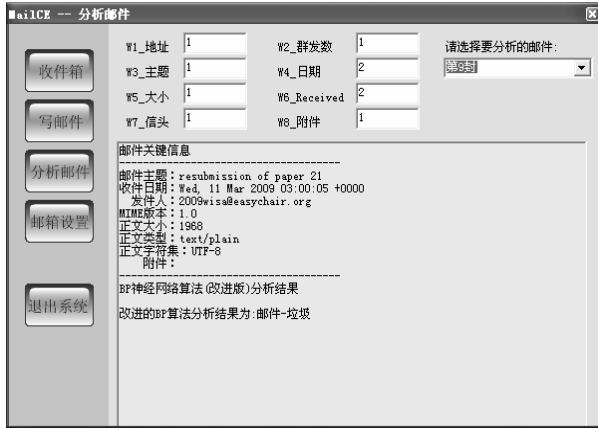 MailCE -- 分析邮件
W1_地址 1 W2_群发数 1 请选择要分析的邮件:
W3_主题 1 W4_日期 2 第9封
W5_大小 1 W6_Received 2
W7_信头 1 W8_附件 1
收件箱
写邮件
分析邮件
邮箱设置
退出系统
邮件关键信息
----------------------------------------
邮件主题：resubmission of paper 21
收件日期：Wed, 11 Mar 2009 03:00:05 +0000
发件人：2009wisa@easychair.org
MIME版本：1.0
正文大小：1968
正文类型：text/plain
正文字符集：UTF-8
附件：
----------------------------------------
BP神经网络算法(改进版)分析结果
改进的BP算法分析结果为:邮件-垃圾